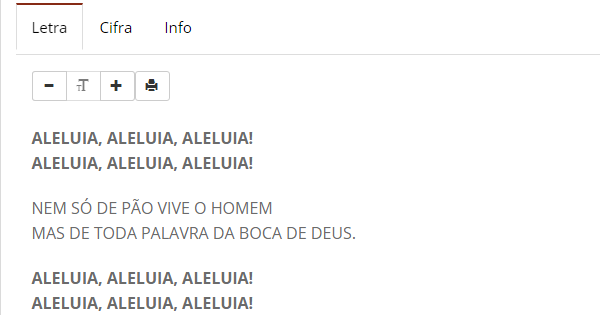 Letra Cifra Info
- T +
ALELUIA, ALELUIA, ALELUIA!
ALELUIA, ALELUIA, ALELUIA!
NEM SÓ DE PÃO VIVE O HOMEM
MAS DE TODA PALAVRA DA BOCA DE DEUS.
ALELUIA, ALELUIA, ALELUIA!
ALELUIA, ALELUIA, ALELUIA!